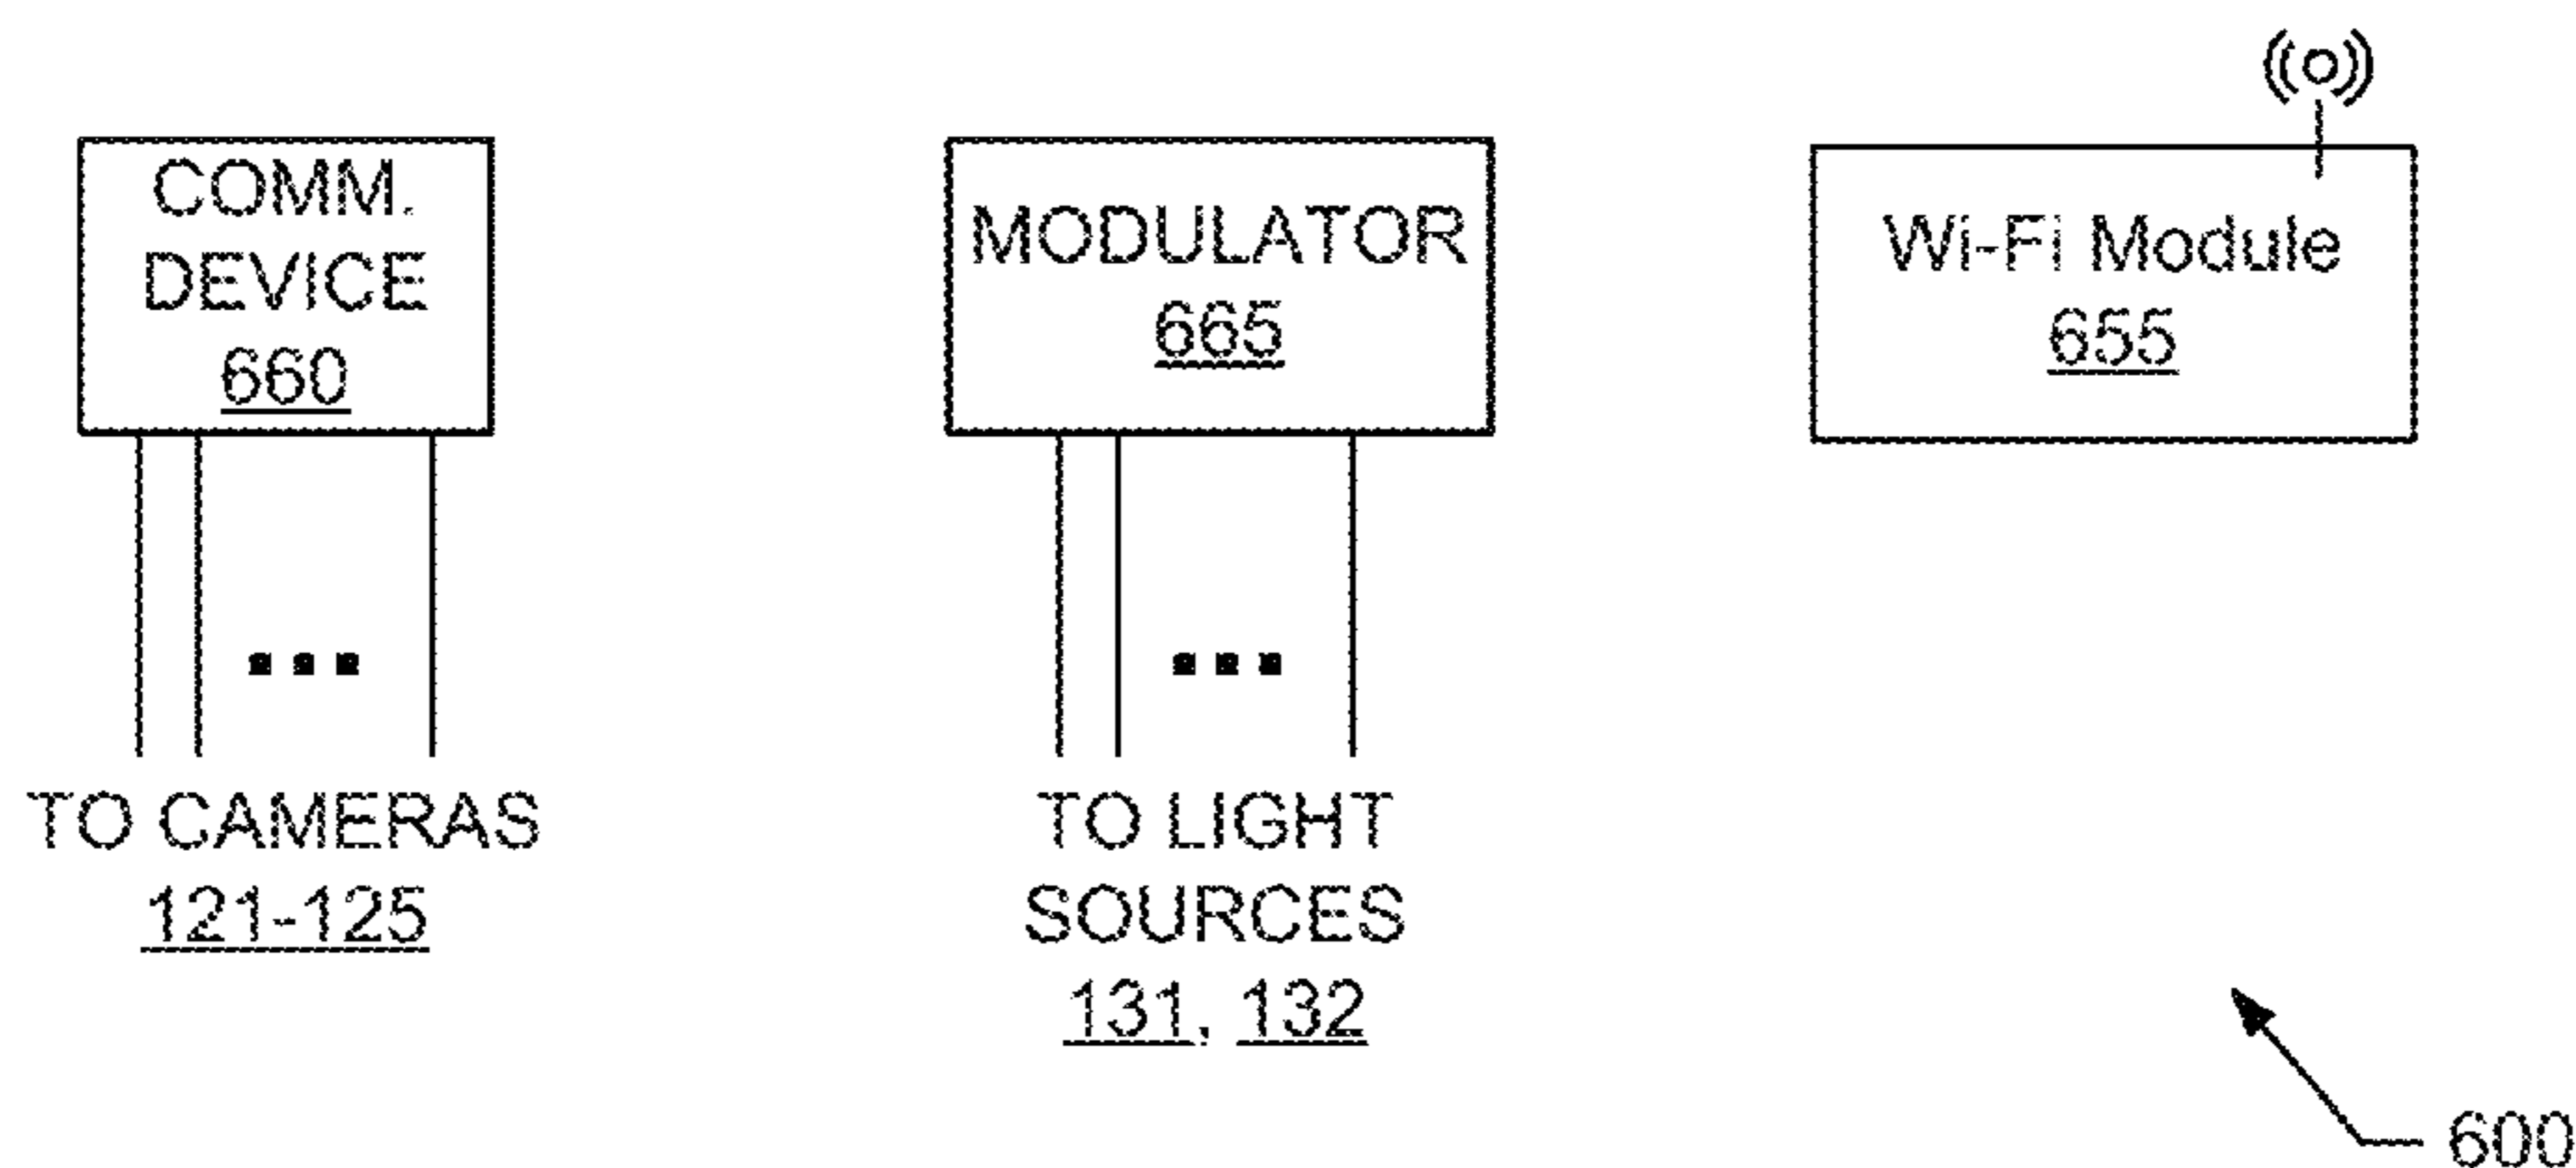 COMM.
DEVICE
660
MODULATOR
665
Wi-Fi Module
655
TO CAMERAS
121-125
TO LIGHT
SOURCES
131, 132
600